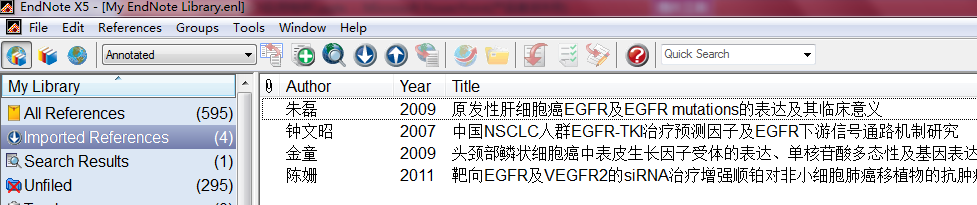 EndNote X5 - [My EndNote Library.enl]
File Edit References Groups Tools Window Help
Annotated Quick Search
My Library Author Year Title
All References (595) 朱磊 2009 原发性肝细胞癌EGFR及EGFR mutations的表达及其临床意义
Imported References (4) 钟文昭 2007 中国NSCLC人群EGFR-TKI治疗预测因子及EGFR下游信号通路机制研究
Search Results (1) 金童 2009 头颈部鳞状细胞癌中表皮生长因子受体的表达、单核苷酸多态性及基因表达
Unfiled (295) 陈姗 2011 靶向EGFR及VEGFR2的siRNA治疗增强顺铂对非小细胞肺癌移植物的抗肿